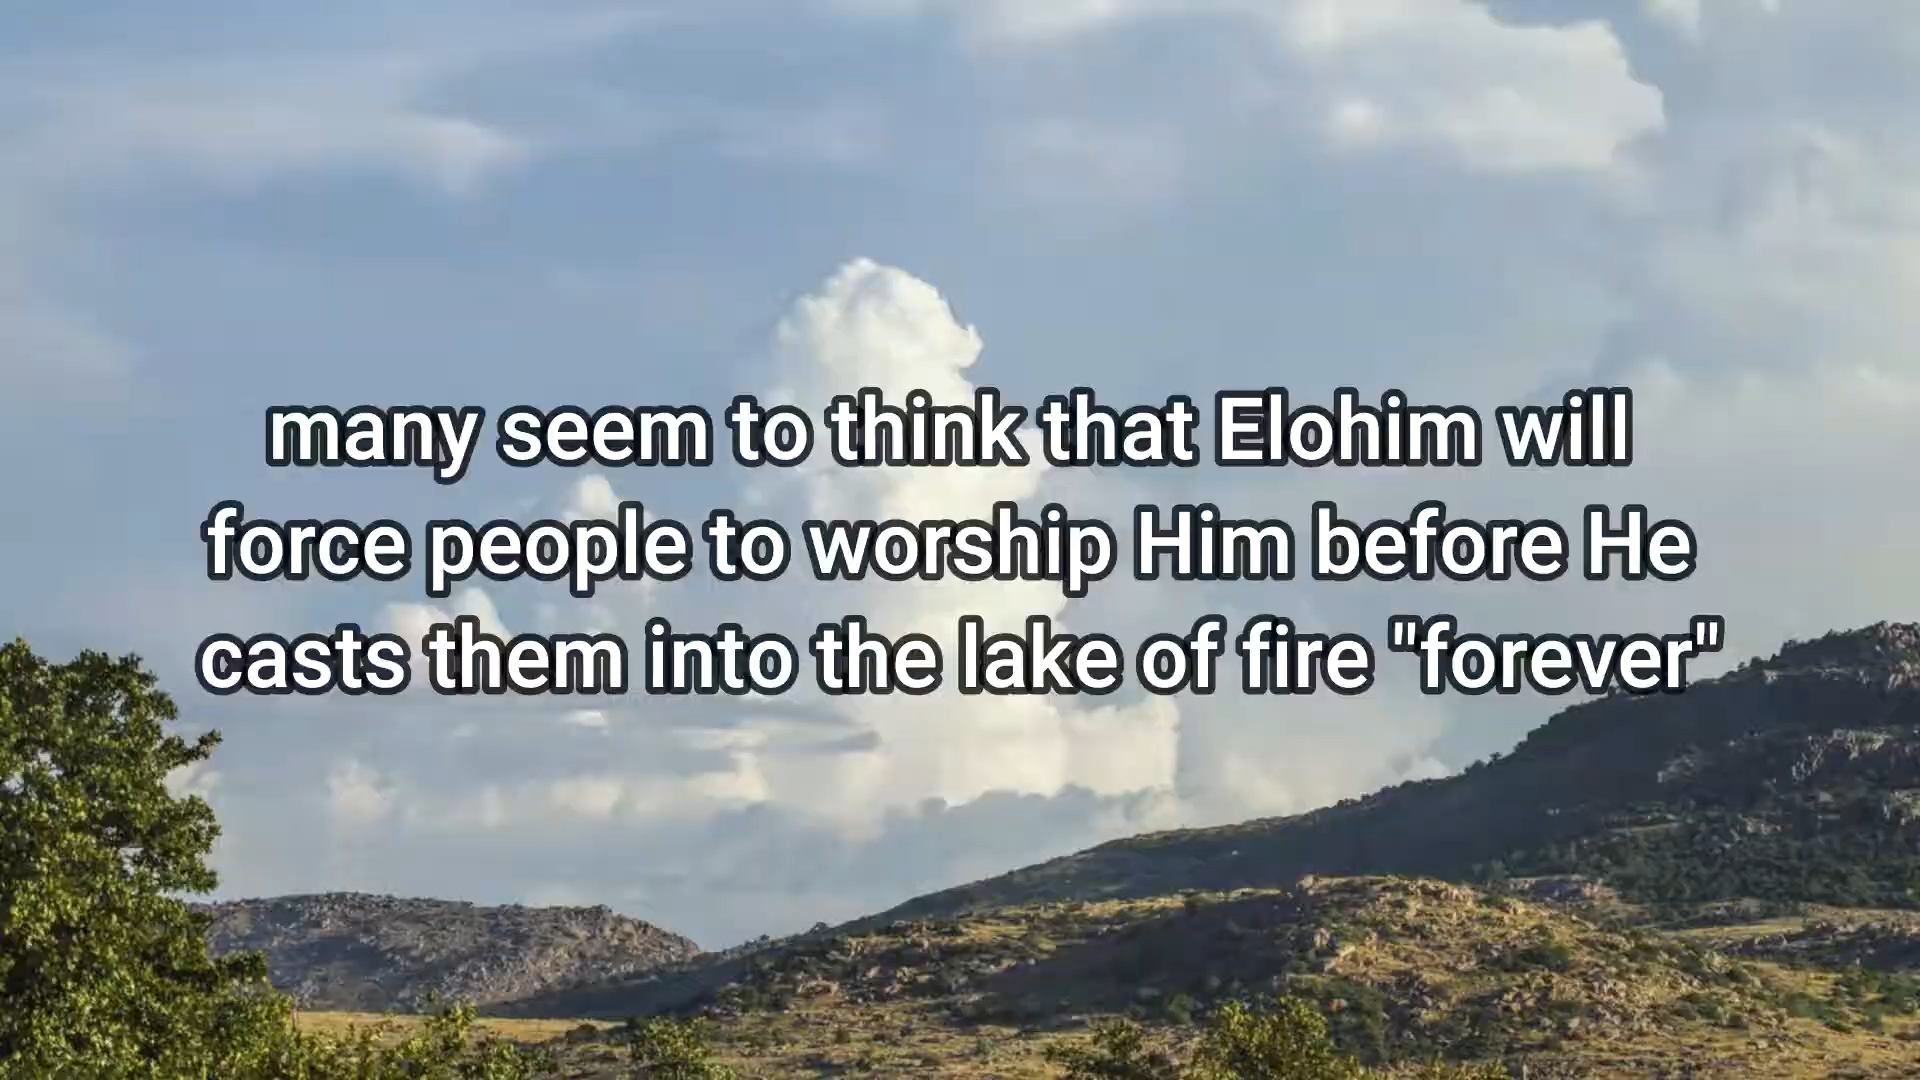 many seem to think that Elohim will
force people to worship Him before He
casts them into the lake of fire "forever"